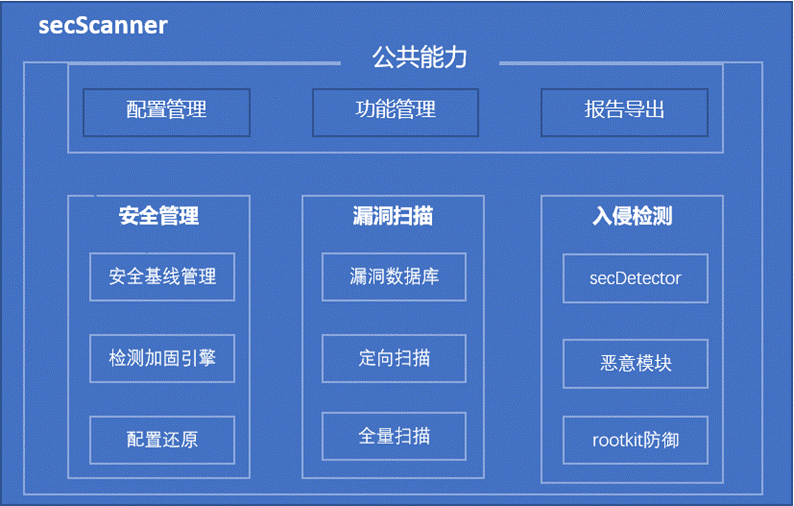 secScanner
公共能力
配置管理
功能管理
报告导出
安全管理
安全基线管理
检测加固引擎
配置还原
漏洞扫描
漏洞数据库
定向扫描
全量扫描
入侵检测
secDetector
恶意模块
rootkit防御